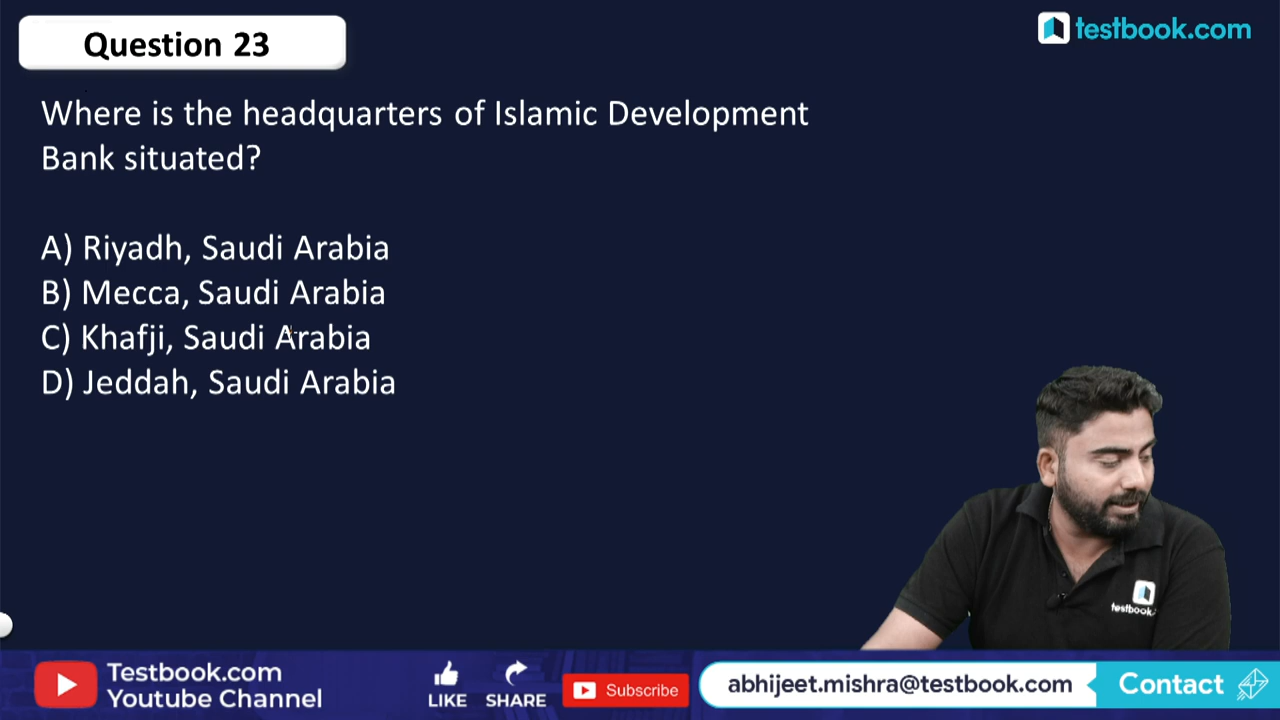 Question 23
testbook.com
Where is the headquarters of Islamic Development
Bank situated?
A) Riyadh, Saudi Arabia
B) Mecca, Saudi Arabia
C) Khafji, Saudi Arabia
D) Jeddah, Saudi Arabia
testbook
Testbook.com
Youtube Channel
LIKE
SHARE
Subscribe
abhijeet.mishra@testbook.com
Contact